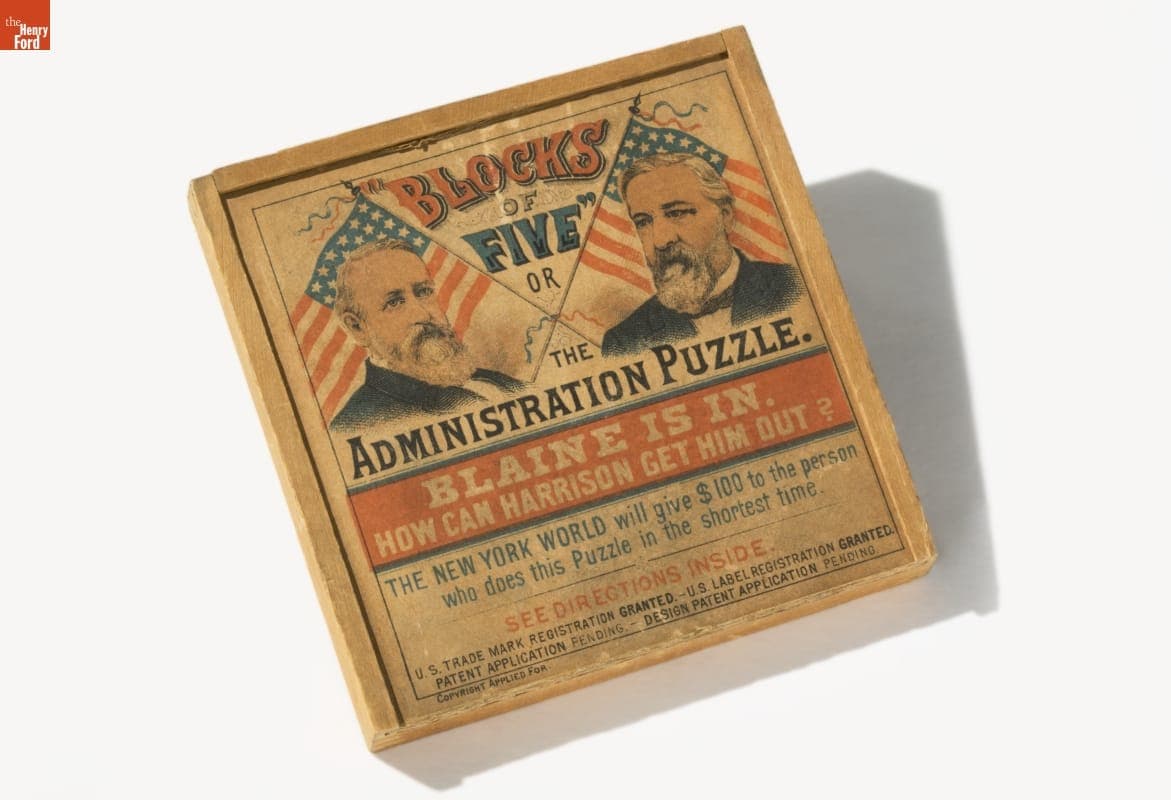 the
Henry
Ford
"BLOCKS
OF
FIVE"
OR
THE
ADMINISTRATION PUZZLE.
BLAINE IS IN.
HOW CAN HARRISON GET HIM OUT?
THE NEW YORK WORLD will give $100 to the person
who does this Puzzle in the shortest time.
SEE DIRECTIONS INSIDE.
U.S. TRADE MARK REGISTRATION GRANTED.-U.S. LABEL REGISTRATION GRANTED.
PATENT APPLICATION PENDING.- DESIGN PATENT APPLICATION PENDING.
COPYRIGHT APPLIED FOR.